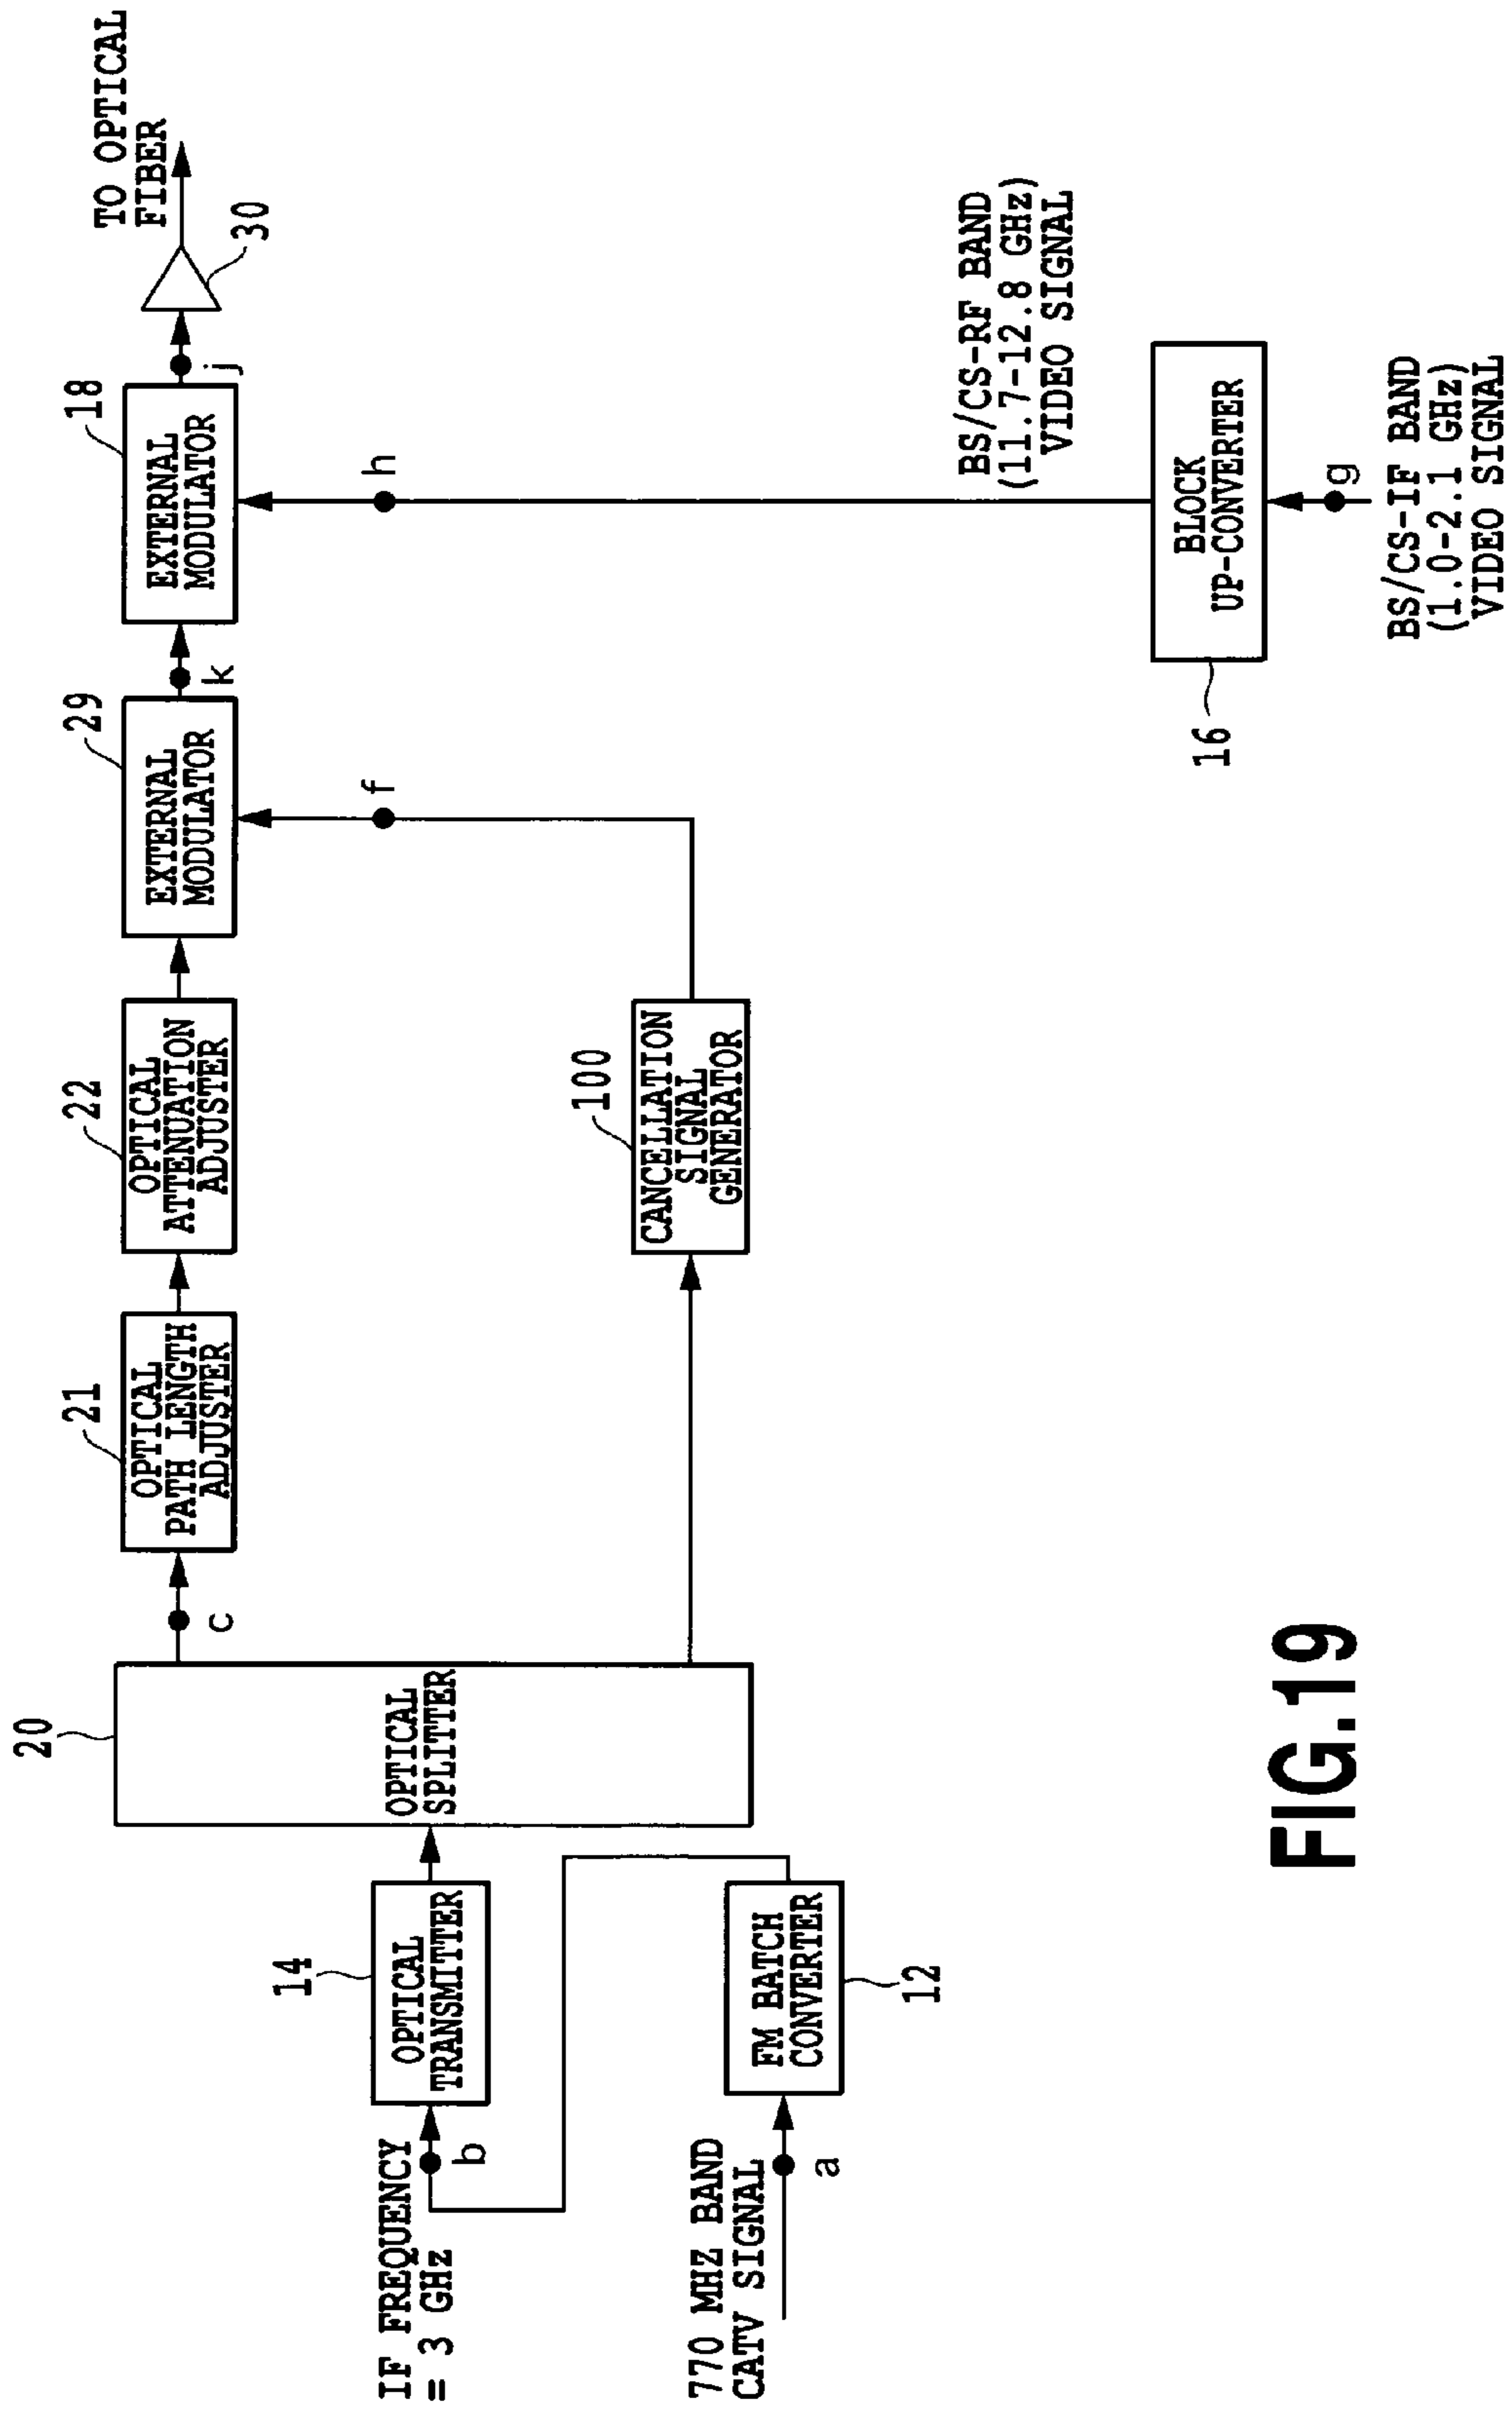 TO OPTICAL
FIBER
30
18
EXTERNAL
MODULATOR
j
h
BS/CS-RF BAND
(11.7-12.8 GHz)
VIDEO SIGNAL
BLOCK
UP-CONVERTER
16
g
BS/CS-IF BAND
(1.0-2.1 GHz)
VIDEO SIGNAL
k
29
EXTERNAL
MODULATOR
f
22
OPTICAL
ATTENUATION
ADJUSTER
100
CANCELLATION
SIGNAL
GENERATOR
21
OPTICAL
PATH LENGTH
ADJUSTER
c
20
OPTICAL
SPLITTER
14
OPTICAL
TRANSMITTER
IF FREQUENCY
= 3 GHz
b
FM BATCH
CONVERTER
12
770 MHZ BAND
CATV SIGNAL
a
FIG.19